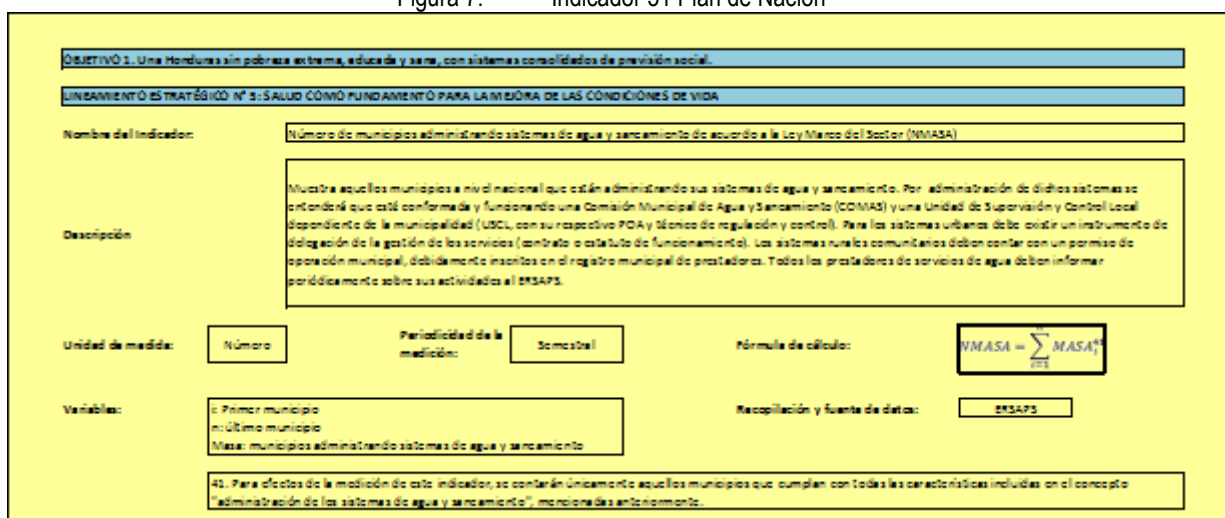 Figura 7. Indicador 51 Plan de Nación
OBJETIVO 1. Una Honduras sin pobreza extrema, educada y sana, con sistemas consolidados de previsión social.
LINEAMIENTO ESTRATÉGICO Nº 5: SALUD COMO FUNDAMENTO PARA LA MEJORA DE LAS CONDICIONES DE VIDA
Nombre del Indicador: Número de municipios administrando sistemas de agua y saneamiento de acuerdo a la Ley Marco del Sector (NMASA)
Descripción
Muestra aquellos municipios a nivel nacional que están administrando sus sistemas de agua y saneamiento. Por administración de dichos sistemas se
entenderá que está conformada y funcionando una Comisión Municipal de Agua y Saneamiento (COMAS) y una Unidad de Supervisión y Control Local
dependiente de la municipalidad (USCL, con su respectivo POA y técnico de regulación y control). Para los sistemas urbanos debe existir un instrumento de
delegación de la gestión de los servicios (contrato o estatuto de funcionamiento). Los sistemas rurales comunitarios deben contar con un permiso de
operación municipal, debidamente inscritos en el registro municipal de prestadores. Todos los prestadores de servicios de agua deben informar
periódicamente sobre sus actividades al ERSAPS.
Unidad de medida: Número Periodicidad de la medición: Semestral Fórmula de cálculo: NMASA = ∑ MASAᵢ⁴¹ i=1
Variables: i: Primer municipio
n: último municipio
Masa: municipios administrando sistemas de agua y saneamiento
Recopilación y fuente de datos: ERSAPS
41. Para efectos de la medición de este indicador, se contarán únicamente aquellos municipios que cumplan con todas las características incluidas en el concepto
"administración de los sistemas de agua y saneamiento", mencionadas anteriormente.